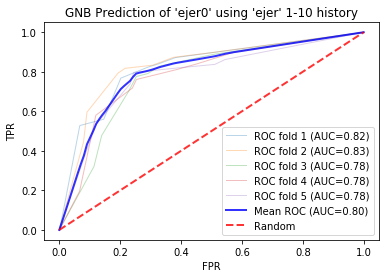 GNB Prediction of 'ejer0' using 'ejer' 1-10 history
TPR
1.0
0.8
0.6
0.4
0.2
0.0
ROC fold 1 (AUC=0.82)
ROC fold 2 (AUC=0.83)
ROC fold 3 (AUC=0.78)
ROC fold 4 (AUC=0.78)
ROC fold 5 (AUC=0.78)
Mean ROC (AUC=0.80)
Random
0.0 0.2 0.4 0.6 0.8 1.0
FPR